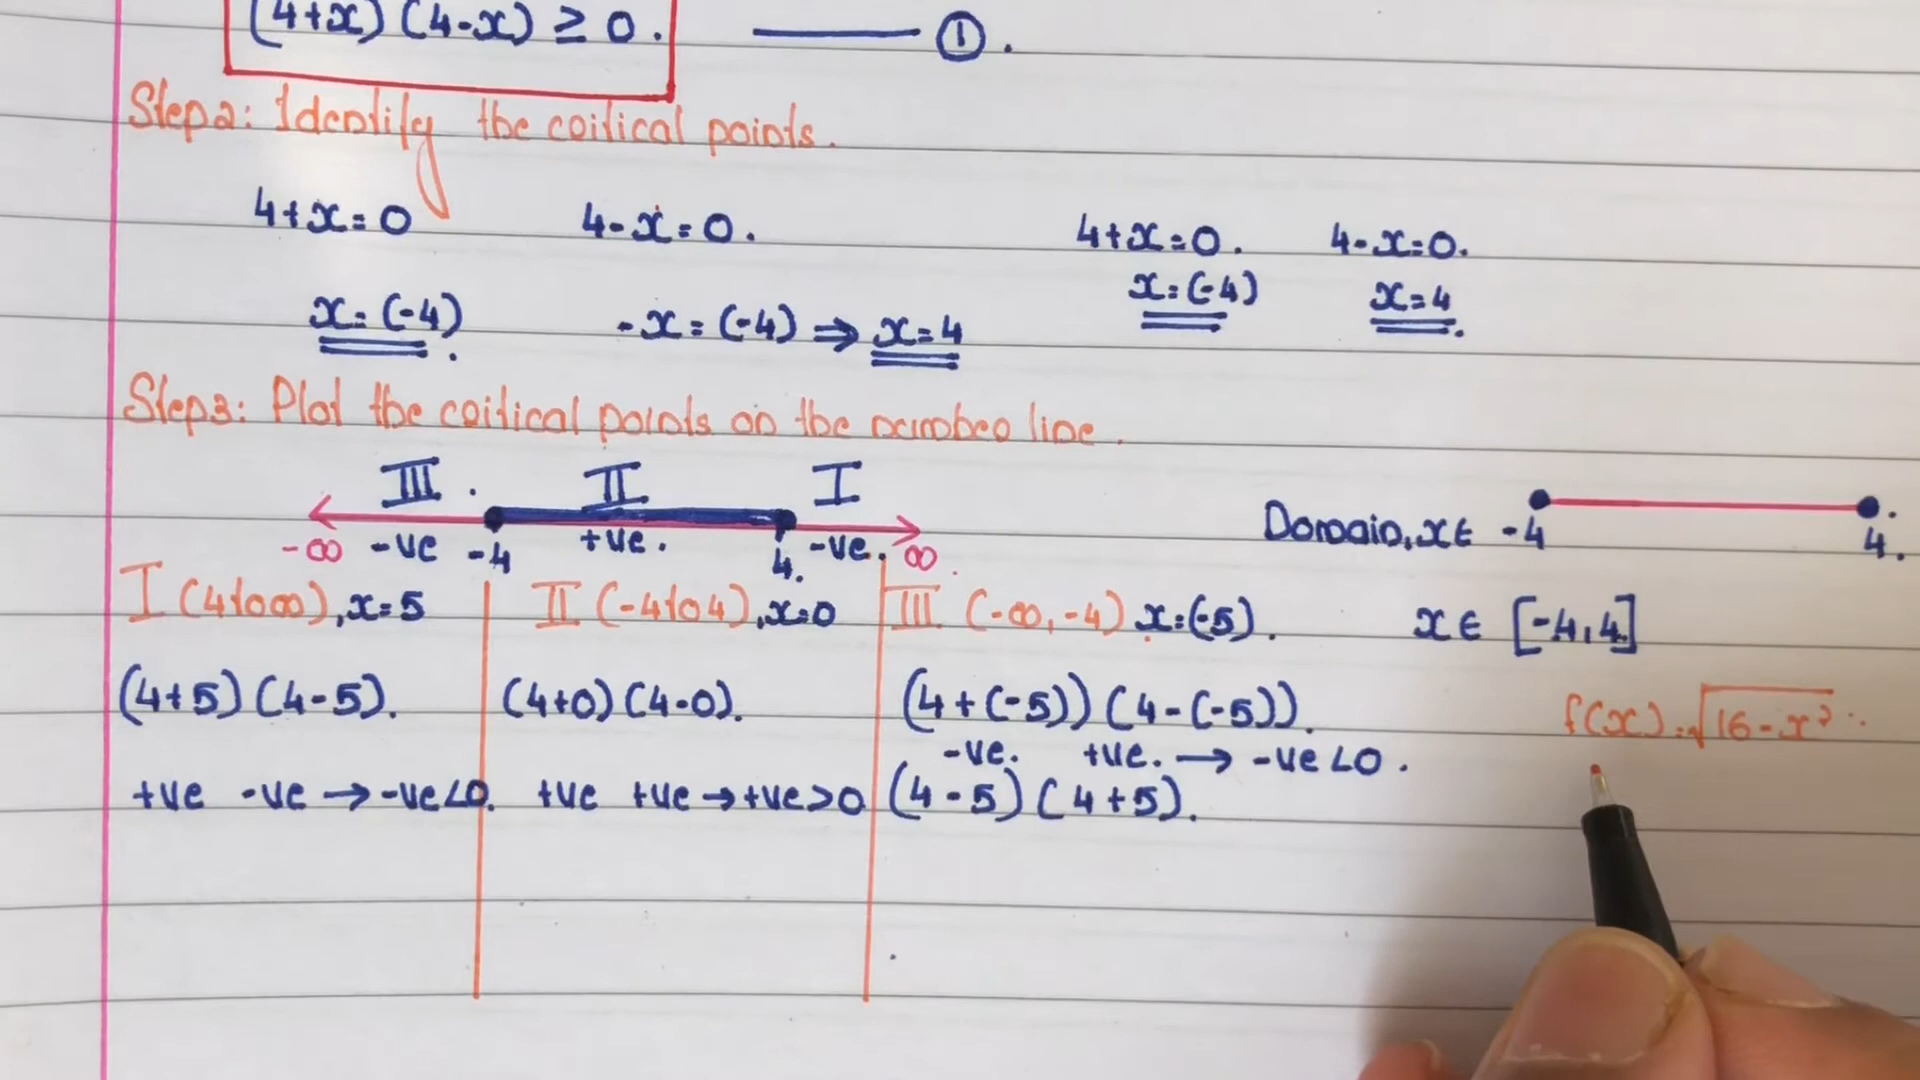 (4+x) (4-x) ≥ 0. —— ①.
Step2: Identify the critical points.
4+x=0 4-x=0. 4+x=0. 4-x=0.
x=(-4) x=4.
x=(-4). -x=(-4) ⇒ x=4
Step3: Plot the critical points on the number line.
III. II I
-∞ -ve -4 +ve. 4. -ve. ∞.
Domain, x∈ -4 4.
I (4 to ∞), x=5 II (-4 to 4), x=0 III (-∞, -4) x=(-5). x∈ [-4,4]
(4+5)(4-5). (4+0)(4-0). (4+(-5))(4-(-5)). f(x)=√16-x²
-ve. +ve. → -ve<0.
+ve -ve → -ve<0. +ve +ve → +ve>0 (4-5)(4+5).